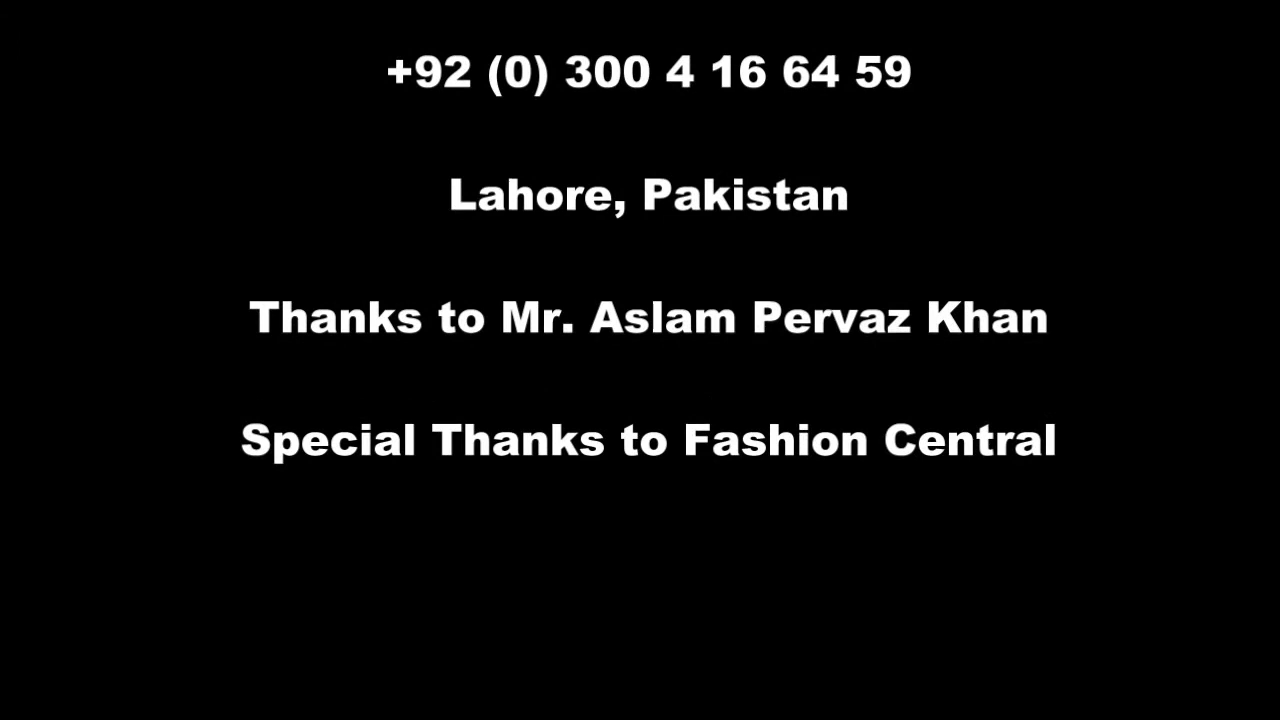 +92 (0) 300 4 16 64 59
Lahore, Pakistan
Thanks to Mr. Aslam Pervaz Khan
Special Thanks to Fashion Central